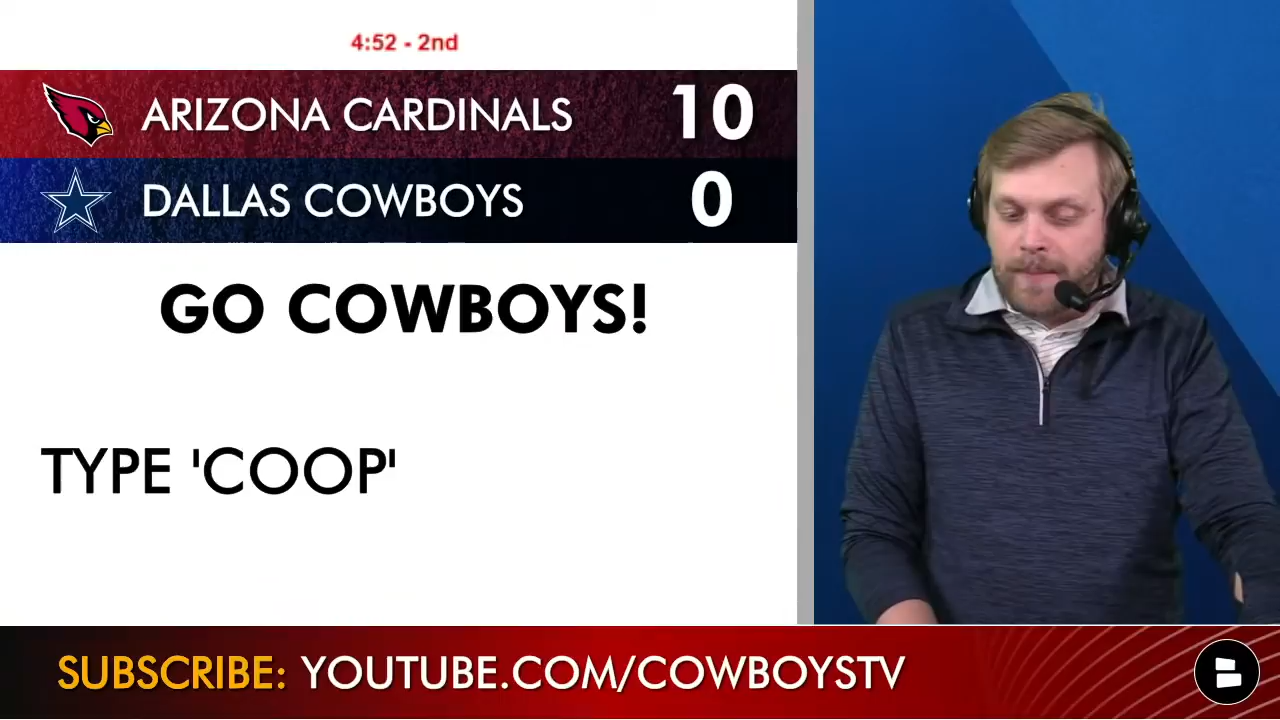 4:52 - 2nd
ARIZONA CARDINALS 10
DALLAS COWBOYS 0
GO COWBOYS!
TYPE 'COOP'
SUBSCRIBE: YOUTUBE.COM/COWBOYSTV